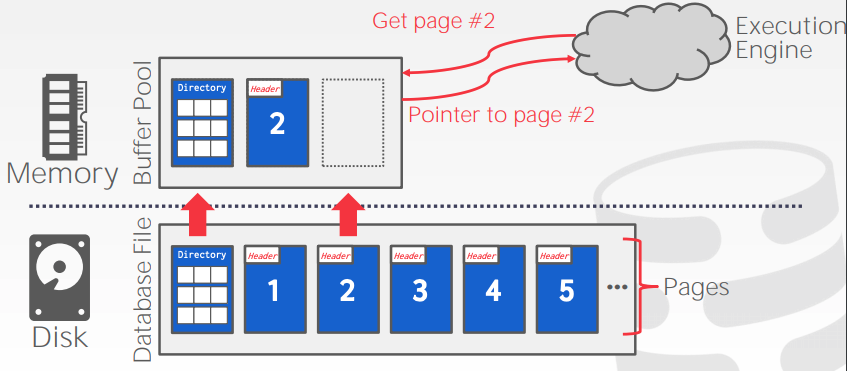 Get page #2
Execution
Engine
Buffer Pool
Directory
Header
2
Pointer to page #2
Memory
Database File
Directory
Header
1
Header
2
Header
3
Header
4
Header
5
...
Pages
Disk